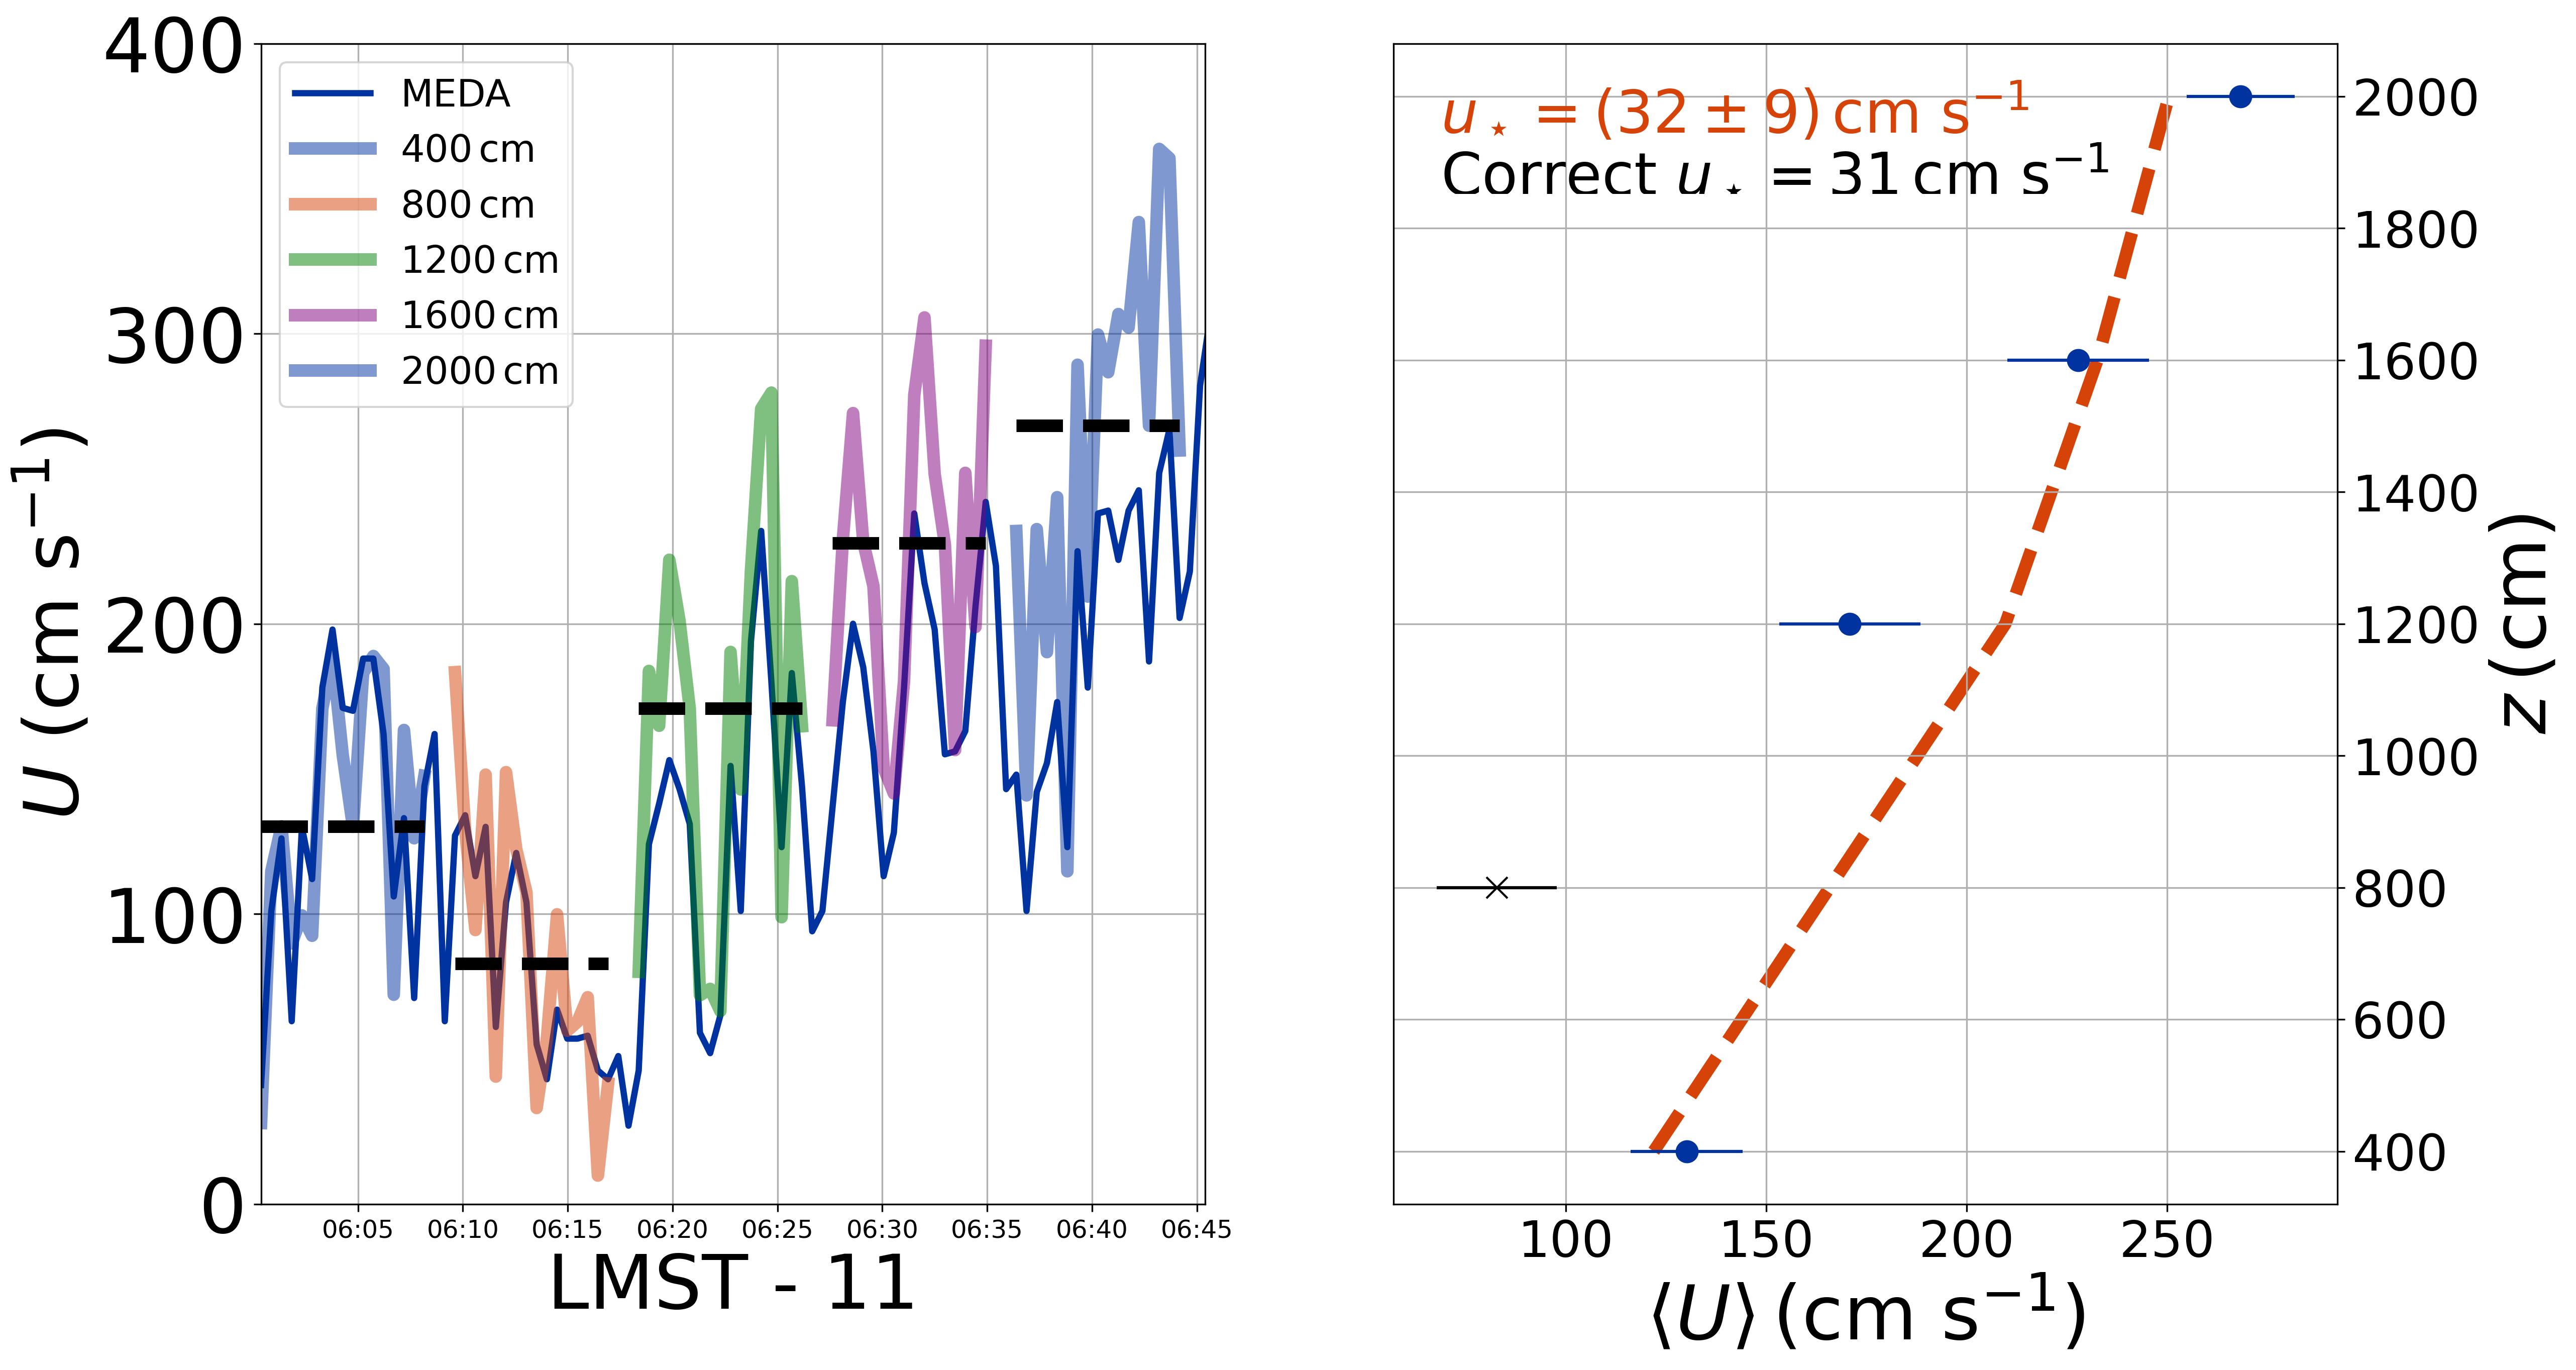 400
300
200
100
0
U (cm s⁻¹)
MEDA
400 cm
800 cm
1200 cm
1600 cm
2000 cm
06:05 06:10 06:15 06:20 06:25 06:30 06:35 06:40 06:45
LMST - 11
u⋆ = (32 ± 9) cm s⁻¹
Correct u⋆ = 31 cm s⁻¹
2000
1800
1600
1400
1200
1000
800
600
400
z (cm)
100 150 200 250
⟨U⟩ (cm s⁻¹)